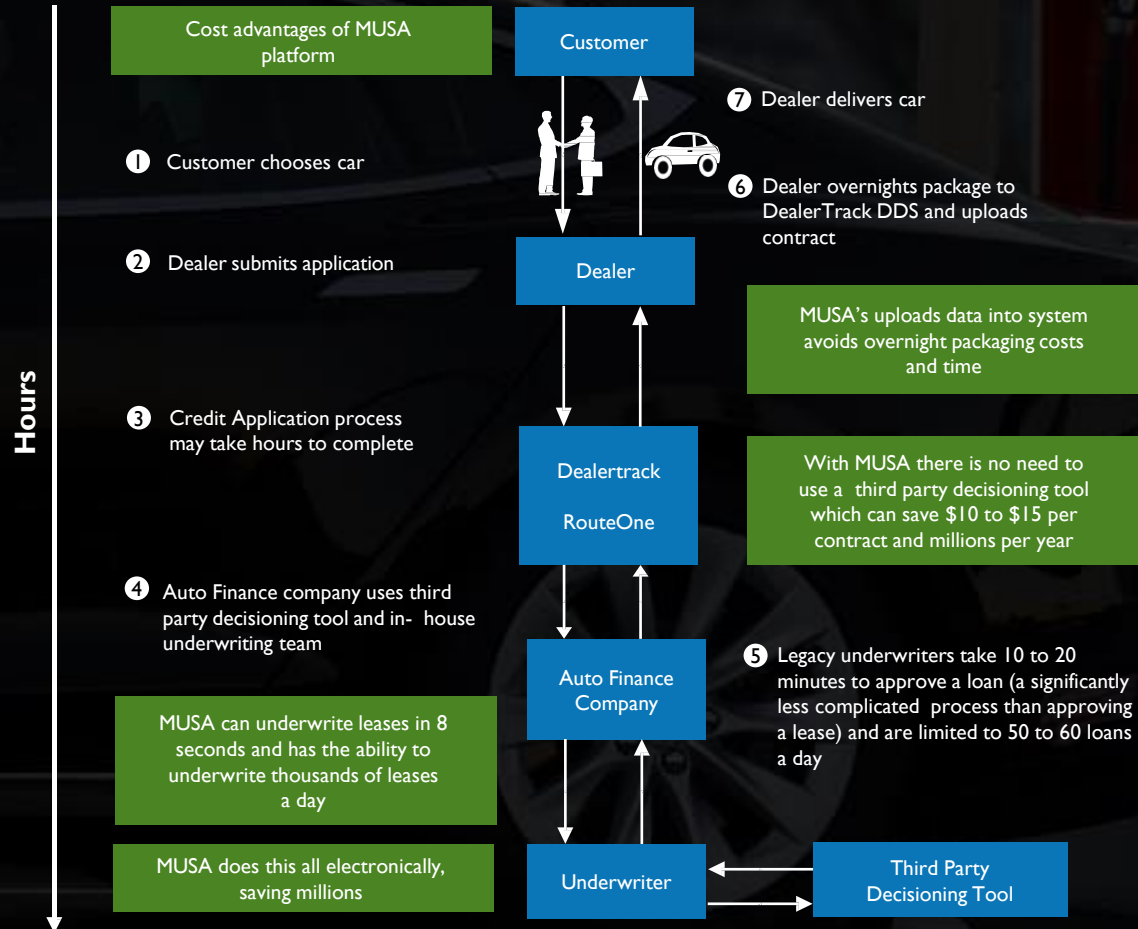 Cost advantages of MUSA
platform
Customer
❼ Dealer delivers car
❶ Customer chooses car
❻ Dealer overnights package to
DealerTrack DDS and uploads
contract
❷ Dealer submits application
Dealer
MUSA’s uploads data into system
avoids overnight packaging costs
and time
Hours
❸ Credit Application process
may take hours to complete
Dealertrack
RouteOne
With MUSA there is no need to
use a third party decisioning tool
which can save $10 to $15 per
contract and millions per year
❹ Auto Finance company uses third
party decisioning tool and in- house
underwriting team
Auto Finance
Company
❺ Legacy underwriters take 10 to 20
minutes to approve a loan (a significantly
less complicated process than approving
a lease) and are limited to 50 to 60 loans
a day
MUSA can underwrite leases in 8
seconds and has the ability to
underwrite thousands of leases
a day
MUSA does this all electronically,
saving millions
Underwriter
Third Party
Decisioning Tool